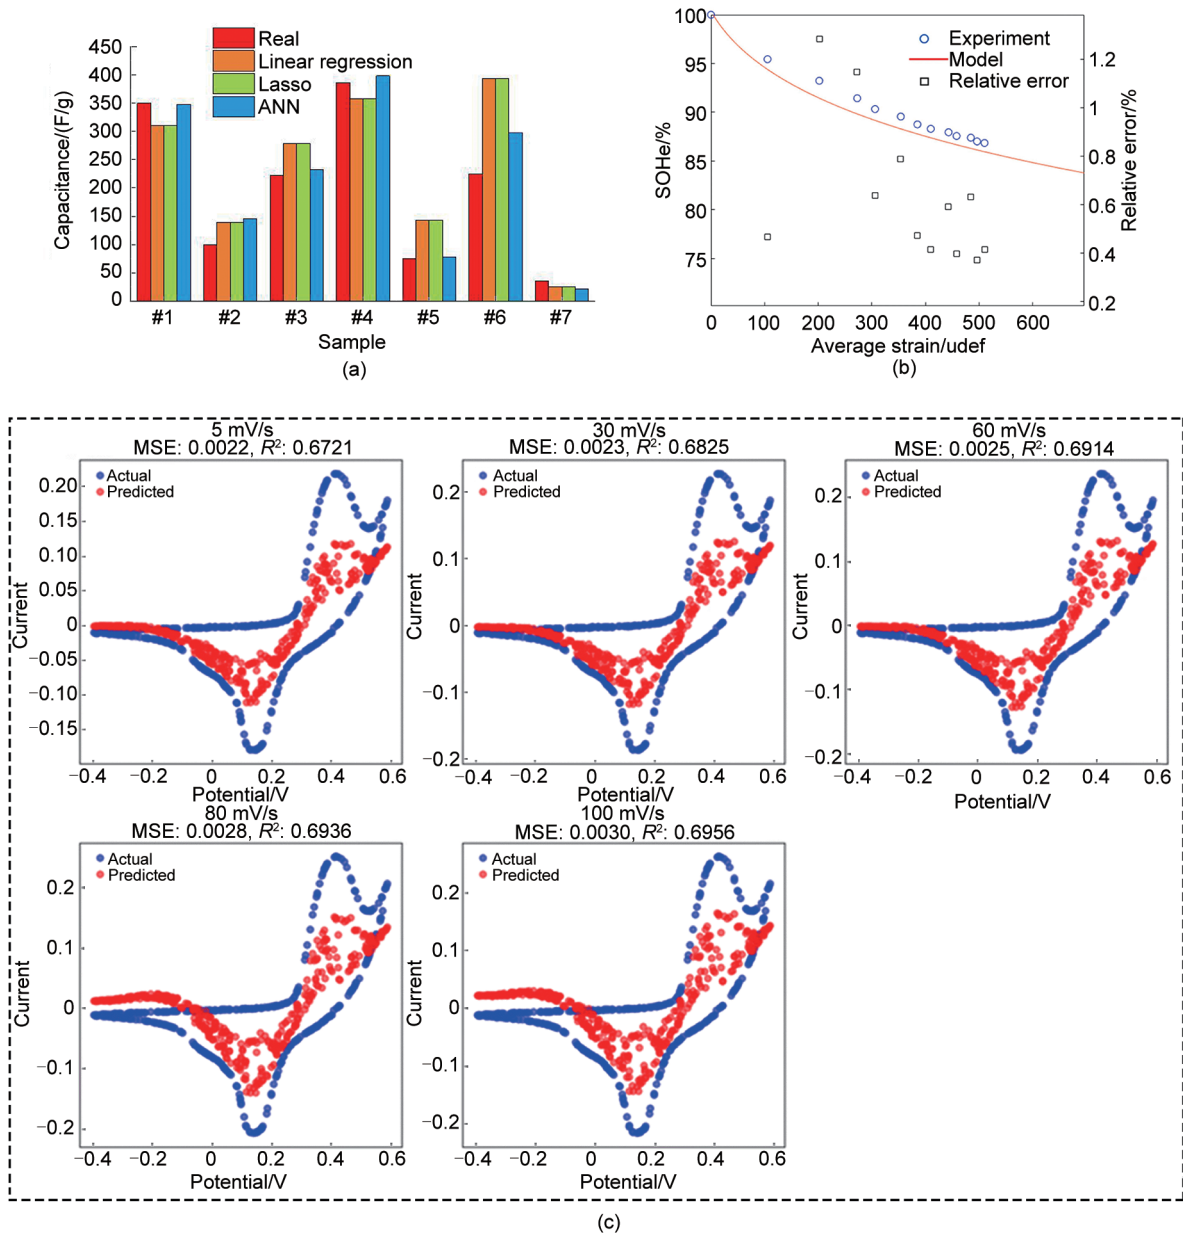 450
400
350
300
250
200
150
100
50
0
Capacitance/(F/g)
Real
Linear regression
Lasso
ANN
#1 #2 #3 #4 #5 #6 #7
Sample
(a)
100
95
90
85
80
75
SOHe/%
Experiment
Model
Relative error
1.2
1
0.8
0.6
0.4
0.2
Relative error/%
0 100 200 300 400 500 600
Average strain/udef
(b)
5 mV/s
MSE: 0.0022, R²: 0.6721
Actual
Predicted
0.20
0.15
0.10
0.05
0
−0.05
−0.10
−0.15
Current
−0.4 −0.2 0 0.2 0.4 0.6
Potential/V
30 mV/s
MSE: 0.0023, R²: 0.6825
Actual
Predicted
0.2
0.1
0
−0.1
−0.2
Current
−0.4 −0.2 0 0.2 0.4 0.6
Potential/V
60 mV/s
MSE: 0.0025, R²: 0.6914
Actual
Predicted
0.2
0.1
0
−0.1
−0.2
Current
−0.4 −0.2 0 0.2 0.4 0.6
Potential/V
80 mV/s
MSE: 0.0028, R²: 0.6936
Actual
Predicted
0.2
0.1
0
−0.1
−0.2
Current
−0.4 −0.2 0 0.2 0.4 0.6
Potential/V
100 mV/s
MSE: 0.0030, R²: 0.6956
Actual
Predicted
0.2
0.1
0
−0.1
−0.2
Current
−0.4 −0.2 0 0.2 0.4 0.6
Potential/V
(c)